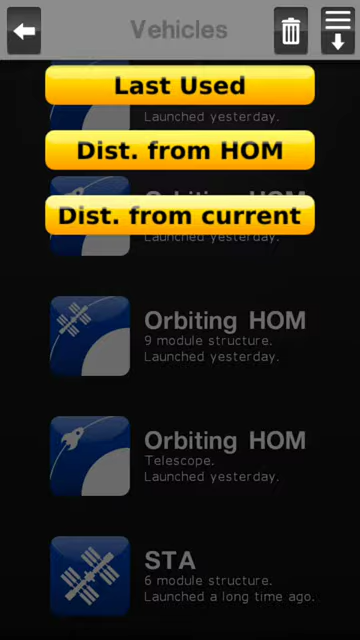 Vehicles
Last Used
Launched yesterday.
Dist. from HOM
Dist. from current
Launched yesterday.
Orbiting HOM
9 module structure.
Launched yesterday.
Orbiting HOM
Telescope.
Launched yesterday.
STA
6 module structure.
Launched a long time ago.